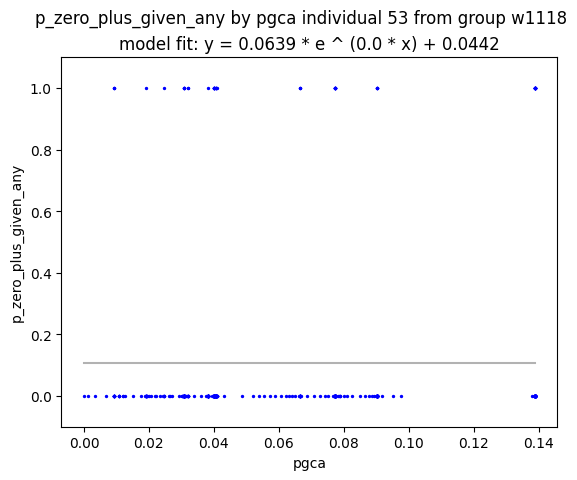 p_zero_plus_given_any by pgca individual 53 from group w1118
model fit: y = 0.0639 * e ^ (0.0 * x) + 0.0442
1.0
0.8
0.6
0.4
0.2
0.0
p_zero_plus_given_any
0.00 0.02 0.04 0.06 0.08 0.10 0.12 0.14
pgca